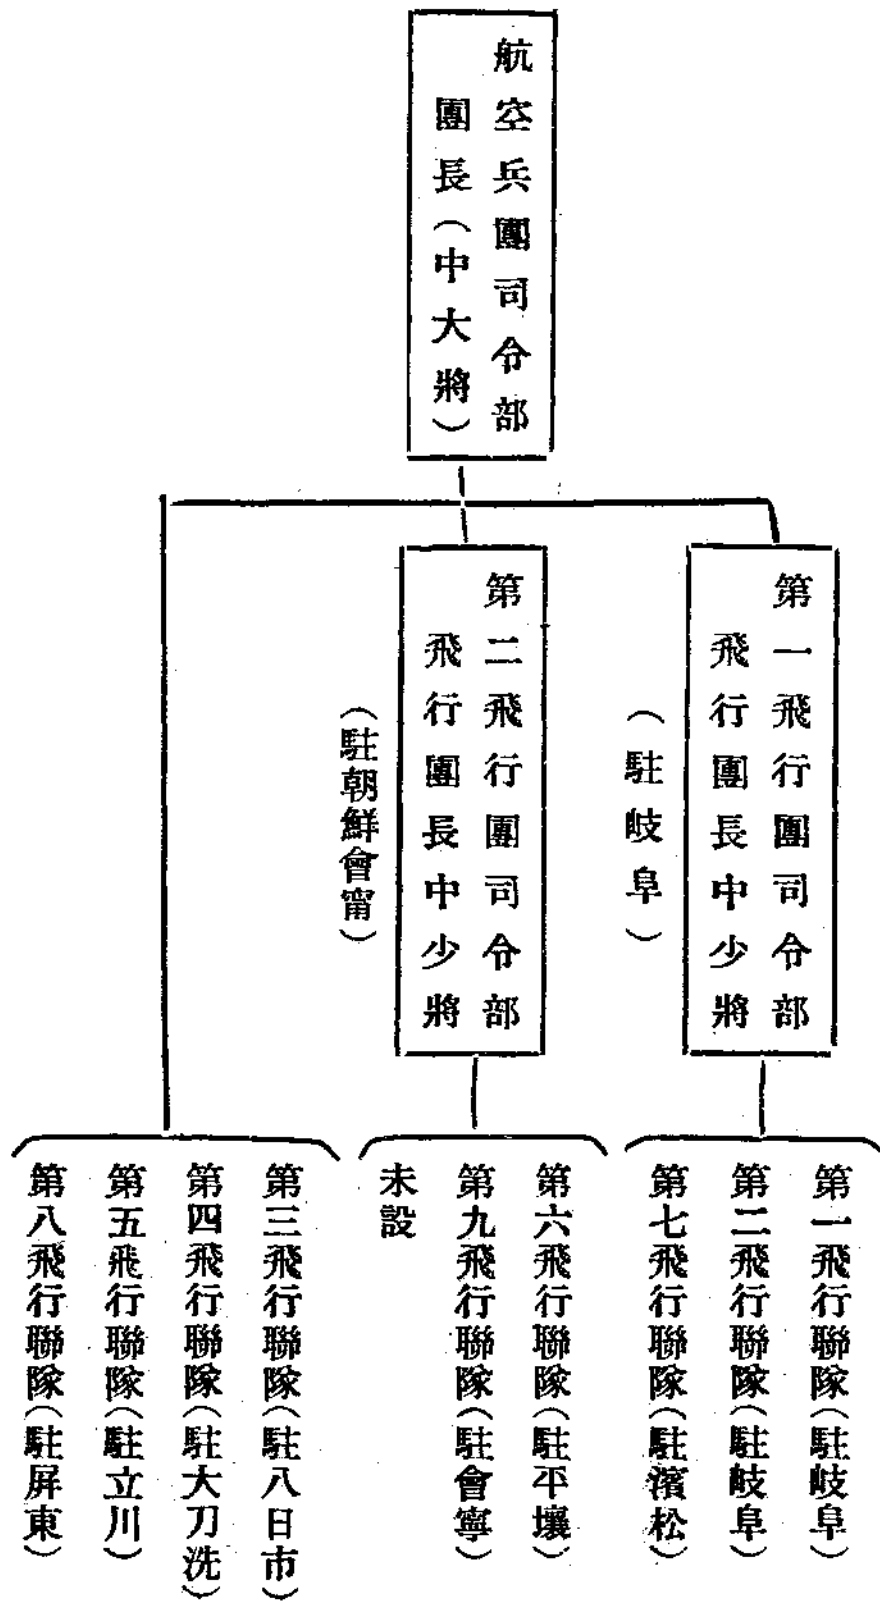 航空兵團司令部
團長（中大將）
第一飛行團司令部
飛行團長中少將
（駐岐阜）
第二飛行團司令部
飛行團長中少將
（駐朝鮮會甯）
第一飛行聯隊（駐岐阜）
第二飛行聯隊（駐岐阜）
第七飛行聯隊（駐濱松）
第六飛行聯隊（駐平壤）
第九飛行聯隊（駐會寧）
未設
第三飛行聯隊（駐八日市）
第四飛行聯隊（駐大刀洗）
第五飛行聯隊（駐立川）
第八飛行聯隊（駐屏東）